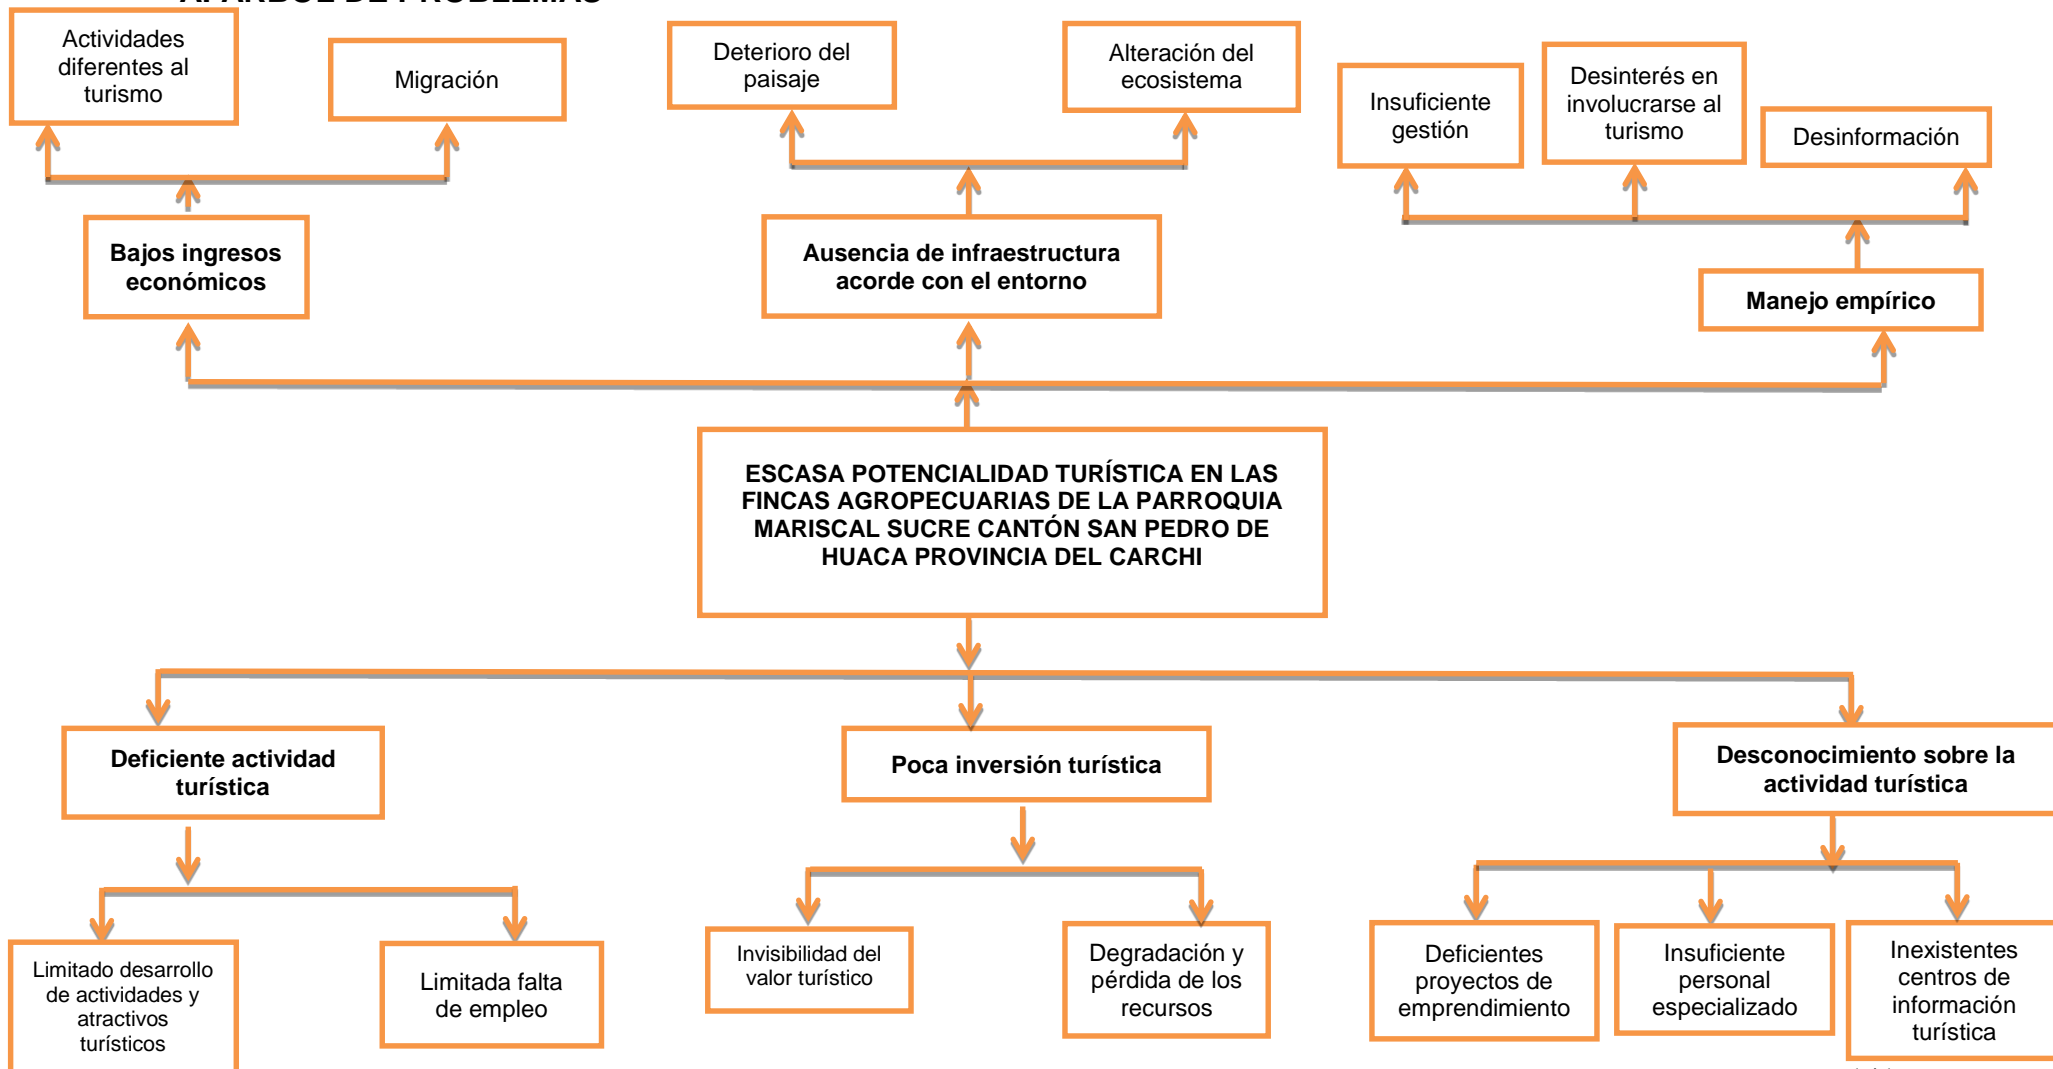 Actividades
diferentes al
turismo
Migración
Deterioro del
paisaje
Alteración del
ecosistema
Insuficiente
gestión
Desinterés en
involucrarse al
turismo
Desinformación
Bajos ingresos
económicos
Ausencia de infraestructura
acorde con el entorno
Manejo empírico
ESCASA POTENCIALIDAD TURÍSTICA EN LAS
FINCAS AGROPECUARIAS DE LA PARROQUIA
MARISCAL SUCRE CANTÓN SAN PEDRO DE
HUACA PROVINCIA DEL CARCHI
Deficiente actividad
turística
Poca inversión turística
Desconocimiento sobre la
actividad turística
Limitado desarrollo
de actividades y
atractivos
turísticos
Limitada falta
de empleo
Invisibilidad del
valor turístico
Degradación y
pérdida de los
recursos
Deficientes
proyectos de
emprendimiento
Insuficiente
personal
especializado
Inexistentes
centros de
información
turística